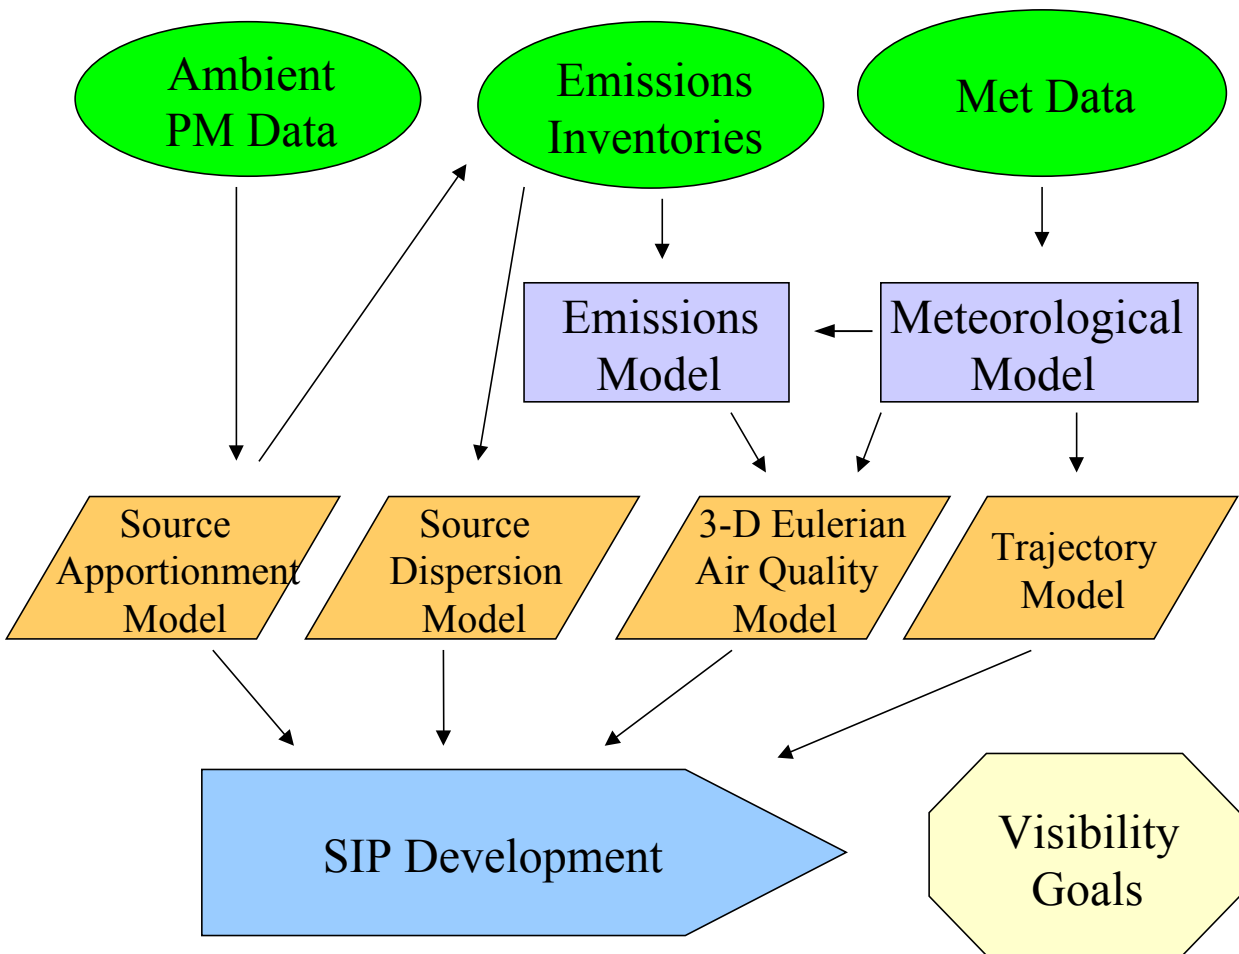 Ambient
PM Data
Emissions
Inventories
Met Data
Emissions
Model
Meteorological
Model
Source
Apportionment
Model
Source
Dispersion
Model
3-D Eulerian
Air Quality
Model
Trajectory
Model
SIP Development
Visibility
Goals